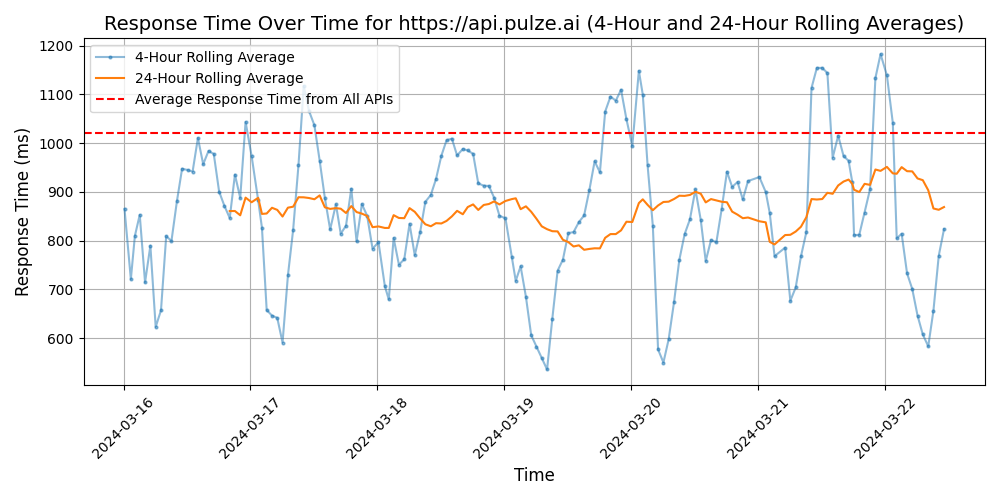 Response Time Over Time for https://api.pulze.ai (4-Hour and 24-Hour Rolling Averages)
4-Hour Rolling Average
24-Hour Rolling Average
Average Response Time from All APIs
Response Time (ms)
1200
1100
1000
900
800
700
600
2024-03-16
2024-03-17
2024-03-18
2024-03-19
2024-03-20
2024-03-21
2024-03-22
Time